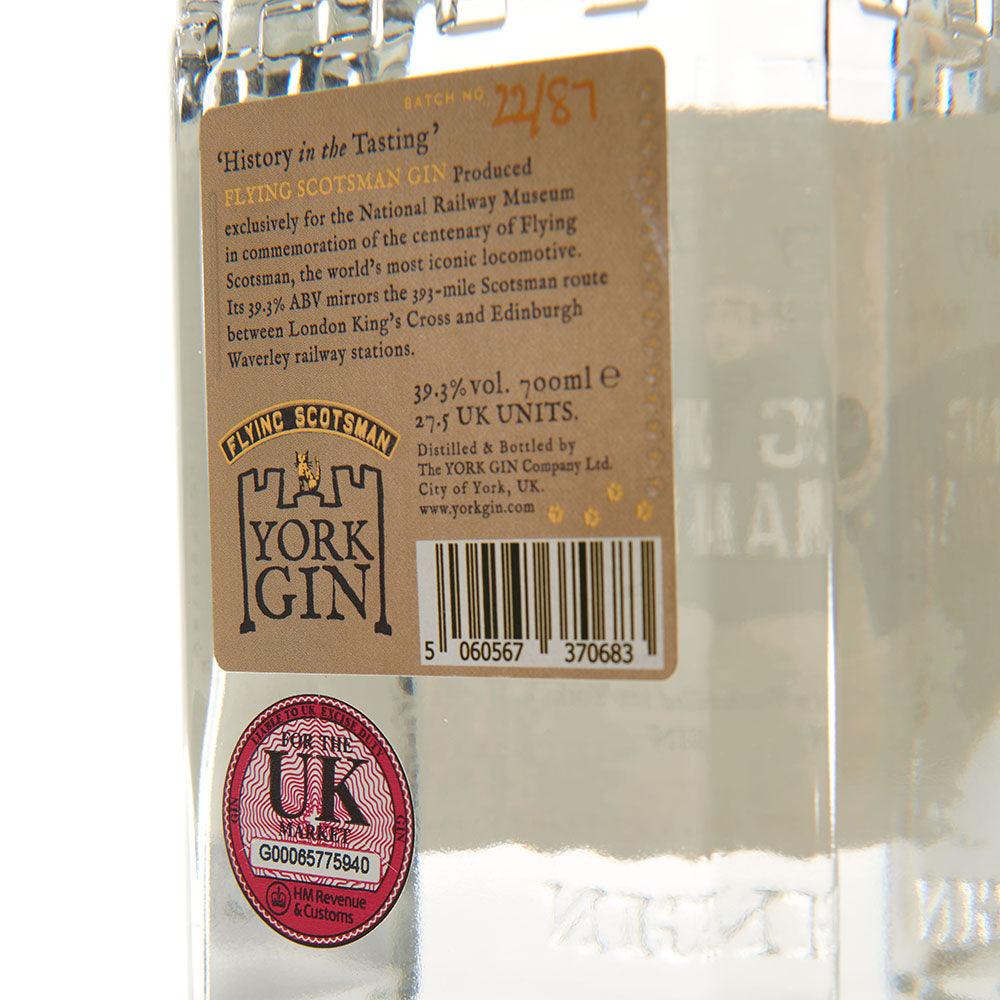 BATCH NO. 22/87
‘History in the Tasting’
FLYING SCOTSMAN GIN Produced
exclusively for the National Railway Museum
in commemoration of the centenary of Flying
Scotsman, the world's most iconic locomotive.
Its 39.3% ABV mirrors the 393-mile Scotsman route
between London King's Cross and Edinburgh
Waverley railway stations.
39.3% vol. 700ml ℮
27.5 UK UNITS.
Distilled & Bottled by
The YORK GIN Company Ltd.
City of York, UK.
www.yorkgin.com
FLYING SCOTSMAN
YORK
GIN
5 060567 370683
LIABLE TO UK EXCISE DUTY
FOR THE
UK
MARKET
GIN
GIN
G00065775940
HM Revenue
& Customs